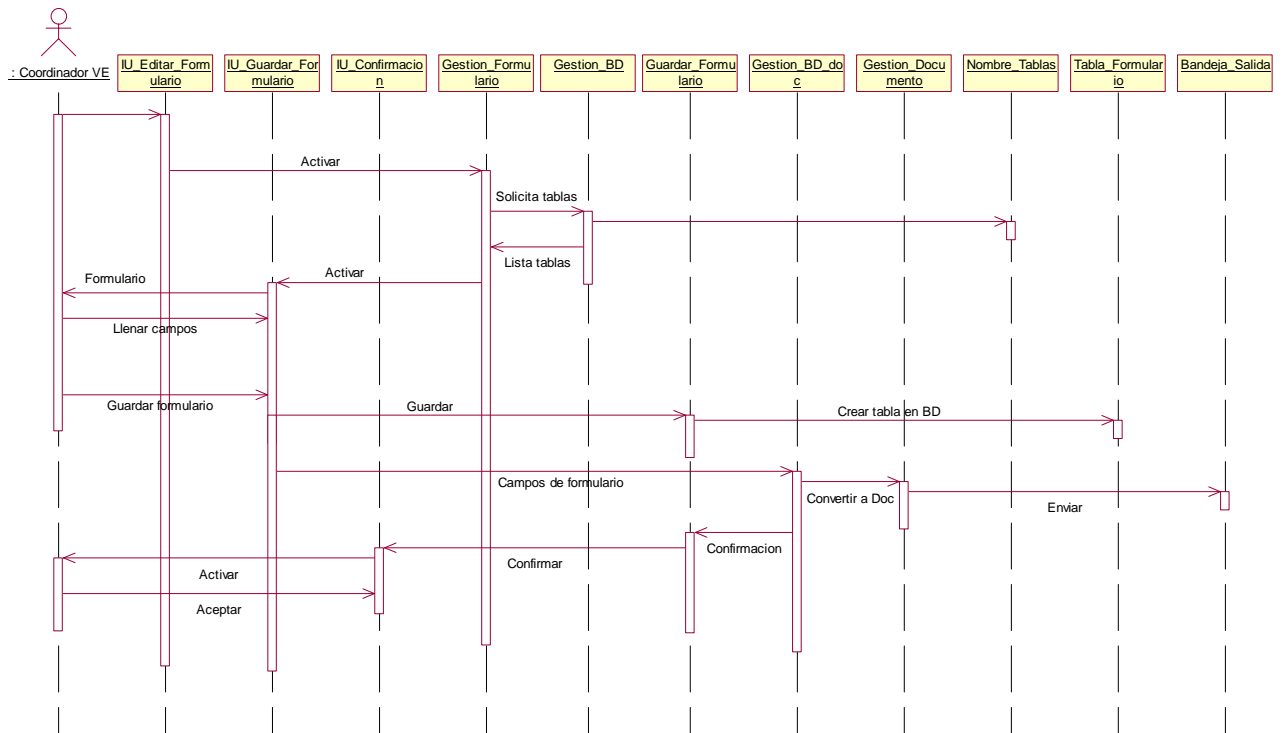 : Coordinador VE
IU_Editar_Form
ulario
IU_Guardar_For
mulario
IU_Confirmacio
n
Gestion_Formu
lario
Gestion_BD
Guardar_Formu
lario
Gestion_BD_do
c
Gestion_Docu
mento
Nombre_Tablas
Tabla_Formular
io
Bandeja_Salida
Activar
Solicita tablas
Lista tablas
Activar
Formulario
Llenar campos
Guardar formulario
Guardar
Crear tabla en BD
Campos de formulario
Convertir a Doc
Enviar
Confirmacion
Confirmar
Activar
Aceptar